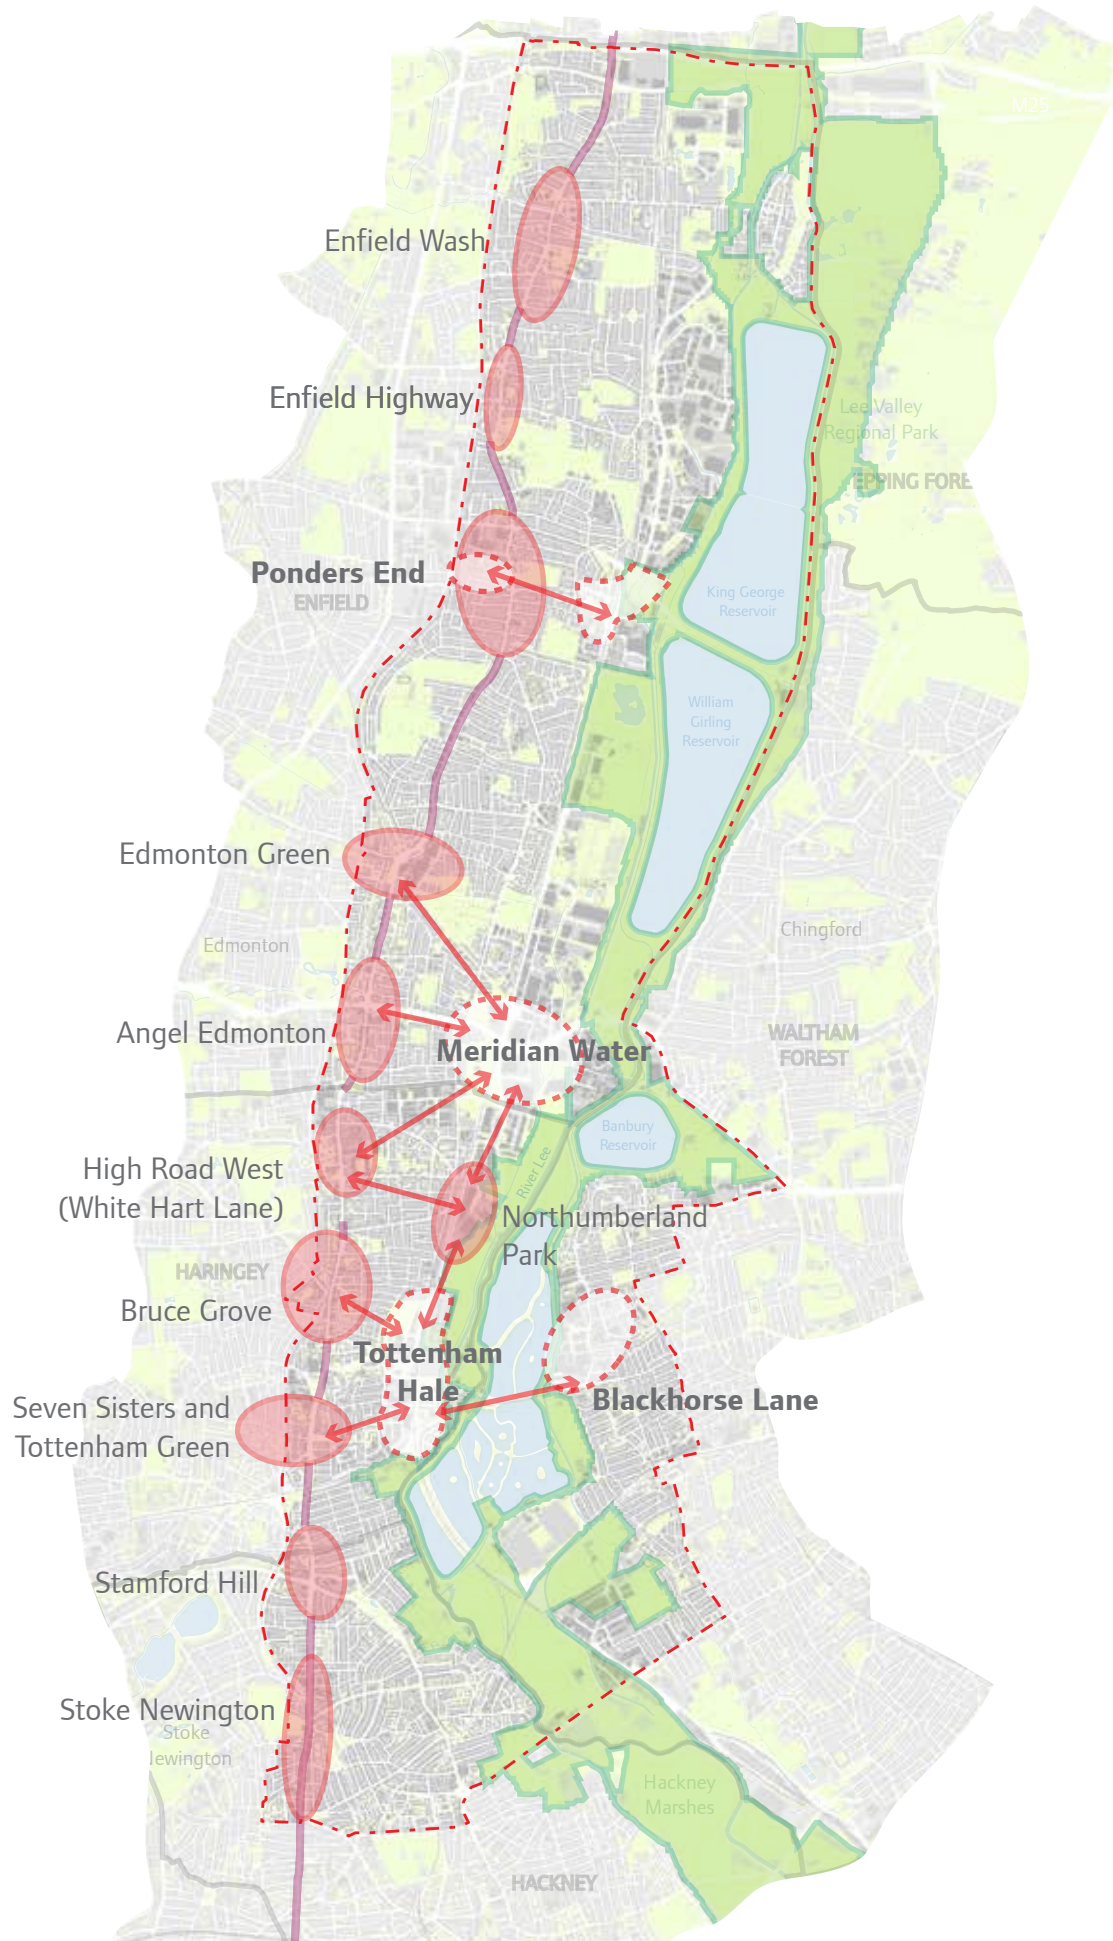 M25
Enfield Wash
Enfield Highway
Lee Valley
Regional Park
EPPING FORE
Ponders End
ENFIELD
King George
Reservoir
William
Girling
Reservoir
Edmonton Green
Chingford
Edmonton
Angel Edmonton
WALTHAM
FOREST
Meridian Water
Banbury
Reservoir
River Lee
High Road West
(White Hart Lane)
Northumberland
Park
HARINGEY
Bruce Grove
Tottenham
Hale
Blackhorse Lane
Seven Sisters and
Tottenham Green
Stamford Hill
Stoke Newington
Stoke
ewington
Hackney
Marshes
HACKNEY